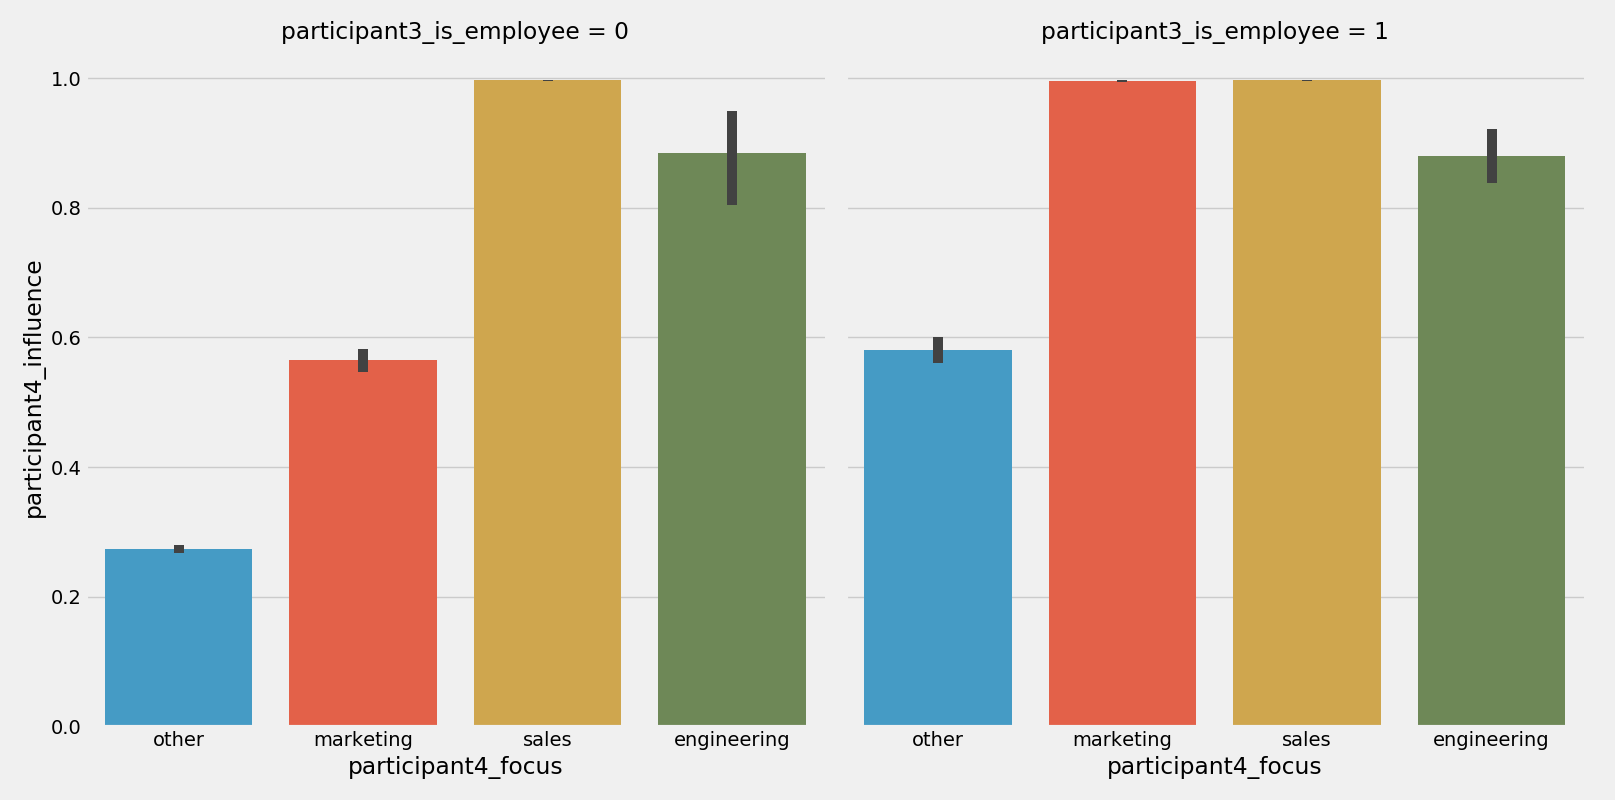 participant3_is_employee = 0
participant3_is_employee = 1
participant4_influence
1.0
0.8
0.6
0.4
0.2
0.0
other marketing sales engineering
participant4_focus
other marketing sales engineering
participant4_focus